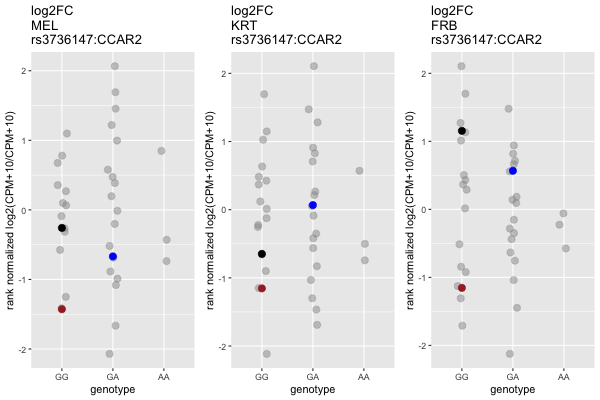 log2FC
MEL
rs3736147:CCAR2
rank normalized log2(CPM+10/CPM+10)
2
1
0
-1
-2
GG
GA
AA
genotype
log2FC
KRT
rs3736147:CCAR2
rank normalized log2(CPM+10/CPM+10)
2
1
0
-1
-2
GG
GA
AA
genotype
log2FC
FRB
rs3736147:CCAR2
rank normalized log2(CPM+10/CPM+10)
2
1
0
-1
-2
GG
GA
AA
genotype